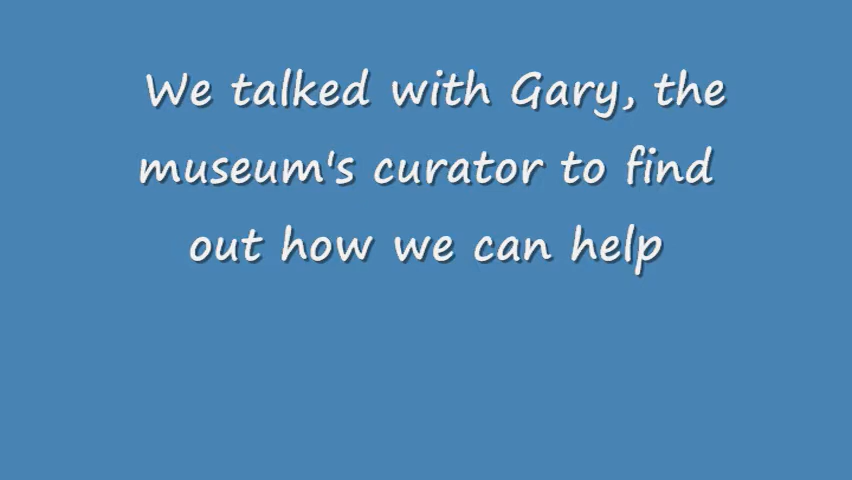 We talked with Gary, the
museum's curator to find
out how we can help